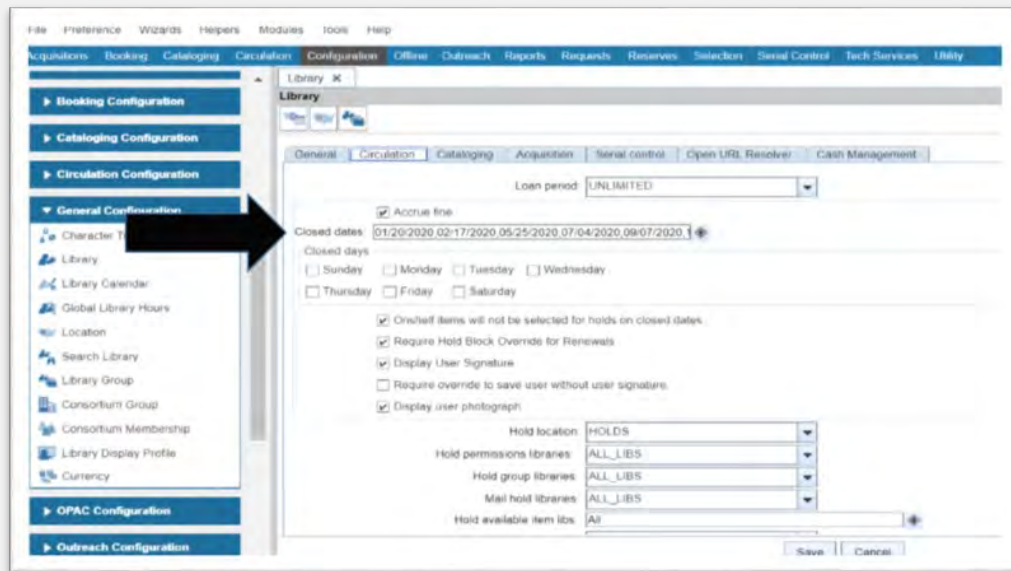 File Preference Wizards Helpers Modules Tools Help
Acquisitions Booking Cataloging Circulation Configuration Offline Outreach Reports Requests Reserves Selection Serial Control Tech Services Utility
Library
Library
Booking Configuration
Cataloging Configuration
Circulation Configuration
General Configuration
Character
Library
Library Calendar
Global Library Hours
Location
Search Library
Library Group
Consortium Group
Consortium Membership
Library Display Profile
Currency
OPAC Configuration
Outreach Configuration
General Circulation Cataloging Acquisition Serial control Open URL Resolver Cash Management
Loan period: UNLIMITED
Accrue fine
Closed dates: 01/20/2020,02/17/2020,05/25/2020,07/04/2020,09/07/2020,1
Closed days
Sunday Monday Tuesday Wednesday
Thursday Friday Saturday
Onshelf items will not be selected for holds on closed dates
Require Hold Block Override for Renewals
Display User Signature
Require override to save user without user signature.
Display user photograph
Hold location: HOLDS
Hold permissions libraries: ALL_LIBS
Hold group libraries: ALL_LIBS
Mail hold libraries: ALL_LIBS
Hold available item libs: All
Save Cancel